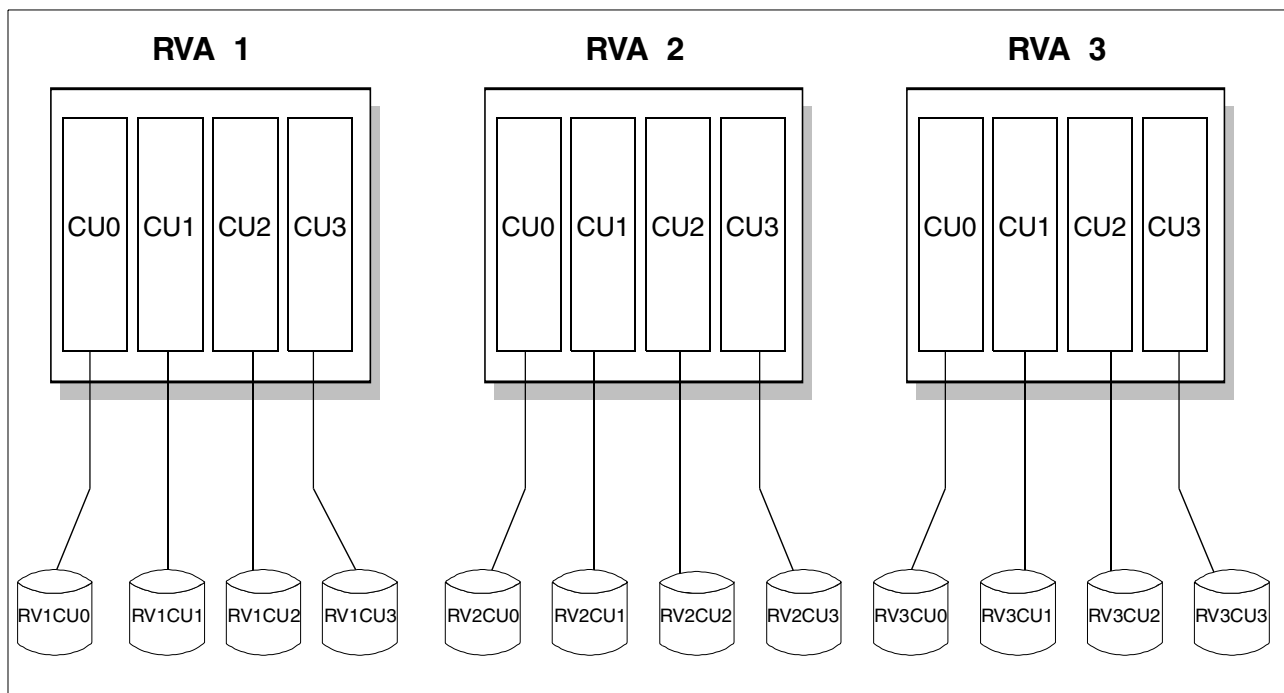 RVA 1
RVA 2
RVA 3
CU0 CU1 CU2 CU3
CU0 CU1 CU2 CU3
CU0 CU1 CU2 CU3
RV1CU0 RV1CU1 RV1CU2 RV1CU3
RV2CU0 RV2CU1 RV2CU2 RV2CU3
RV3CU0 RV3CU1 RV3CU2 RV3CU3